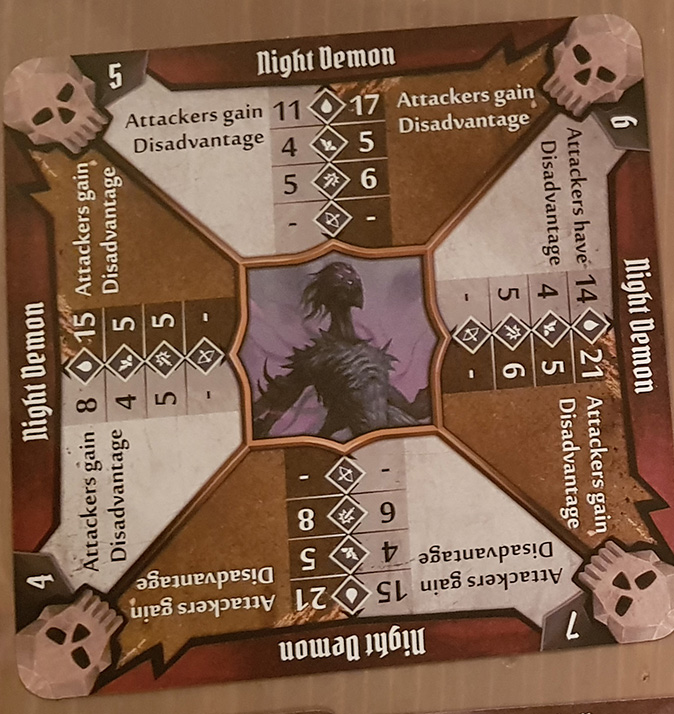 5
Night Demon
Attackers gain
Disadvantage
11 17
4 5
5 6
- -
Attackers gain
Disadvantage
6
Night Demon
Attackers have
Disadvantage
14 21
4 5
5 6
- -
Attackers gain
Disadvantage
7
Night Demon
Attackers gain
Disadvantage
15 21
4 5
6 8
- -
Attackers gain
Disadvantage
4
Night Demon
Attackers gain
Disadvantage
8 15
4 5
5 5
- -
Attackers gain
Disadvantage